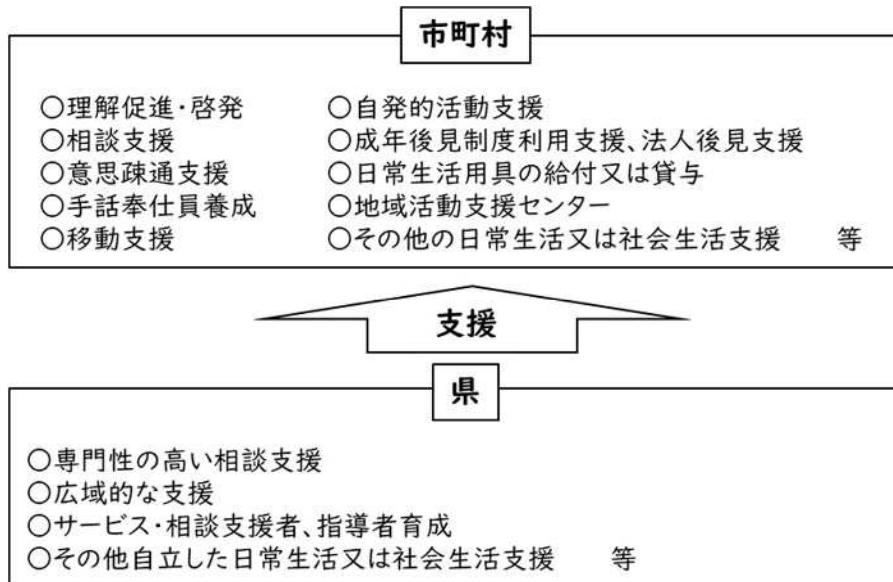 市町村
○理解促進・啓発　○自発的活動支援
○相談支援　○成年後見制度利用支援、法人後見支援
○意思疎通支援　○日常生活用具の給付又は貸与
○手話奉仕員養成　○地域活動支援センター
○移動支援　○その他の日常生活又は社会生活支援　等
支援
県
○専門性の高い相談支援
○広域的な支援
○サービス・相談支援者、指導者育成
○その他自立した日常生活又は社会生活支援　等